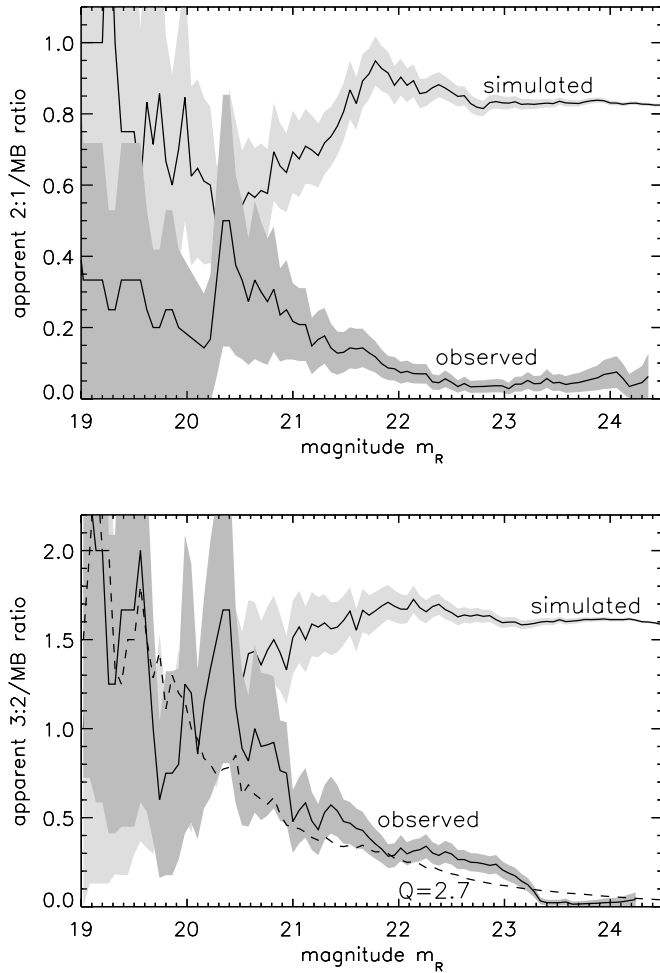 apparent 2:1/MB ratio
1.0
0.8
0.6
0.4
0.2
0.0
simulated
observed
19 20 21 22 23 24
magnitude m_R
apparent 3:2/MB ratio
2.0
1.5
1.0
0.5
0.0
simulated
observed
Q=2.7
19 20 21 22 23 24
magnitude m_R